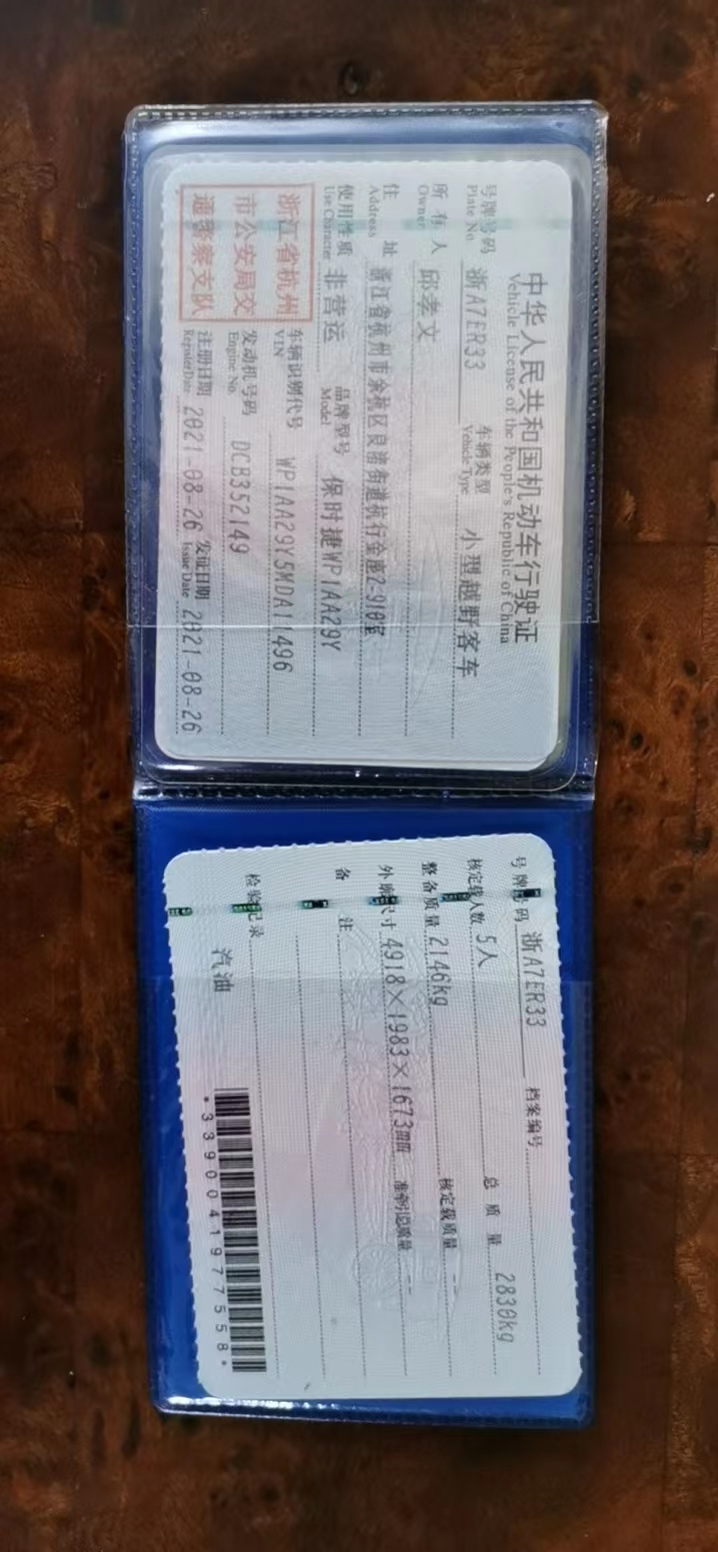 中华人民共和国机动车行驶证
Vehicle License of the People's Republic of China
号牌号码 浙A7ER33 车辆类型 小型越野客车
Plate No. Vehicle Type
所有人 邱孝文
Owner
住址 浙江省杭州市余杭区良渚街道杭行金座2-910室
Address
使用性质 非营运 品牌型号 保时捷WP1AA29Y
Use Character Model
浙江省杭州
市公安局交
通警察支队
车辆识别代号 WP1AA29Y5MDA11496
VIN
发动机号码 DCB352149
Engine No.
注册日期 2021-08-26 发证日期 2021-08-26
Register Date Issue Date
号牌号码 浙A7ER33 档案编号
核定载人数 5人 总质量 2830kg
整备质量 2146kg 核定载质量 --
外廓尺寸 4918×1983×1673mm 准牵引总质量 --
备注
检验记录
汽油
*3390041977558*